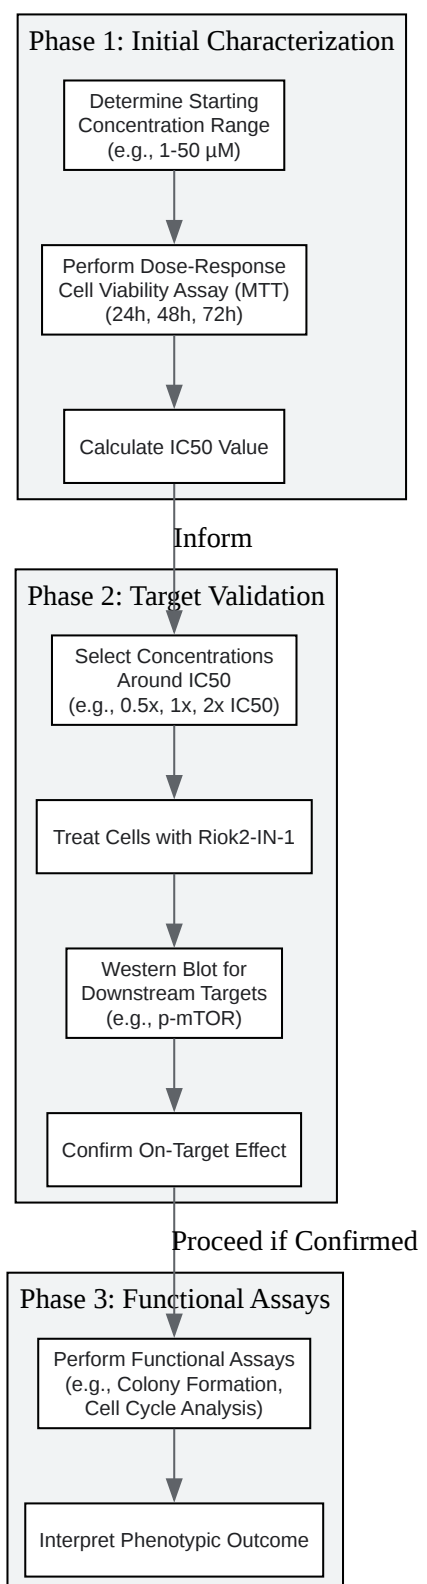 Phase 1: Initial Characterization
Determine Starting
Concentration Range
(e.g., 1-50 µM)
Perform Dose-Response
Cell Viability Assay (MTT)
(24h, 48h, 72h)
Calculate IC50 Value
Inform
Phase 2: Target Validation
Select Concentrations
Around IC50
(e.g., 0.5x, 1x, 2x IC50)
Treat Cells with Riok2-IN-1
Western Blot for
Downstream Targets
(e.g., p-mTOR)
Confirm On-Target Effect
Proceed if Confirmed
Phase 3: Functional Assays
Perform Functional Assays
(e.g., Colony Formation,
Cell Cycle Analysis)
Interpret Phenotypic Outcome